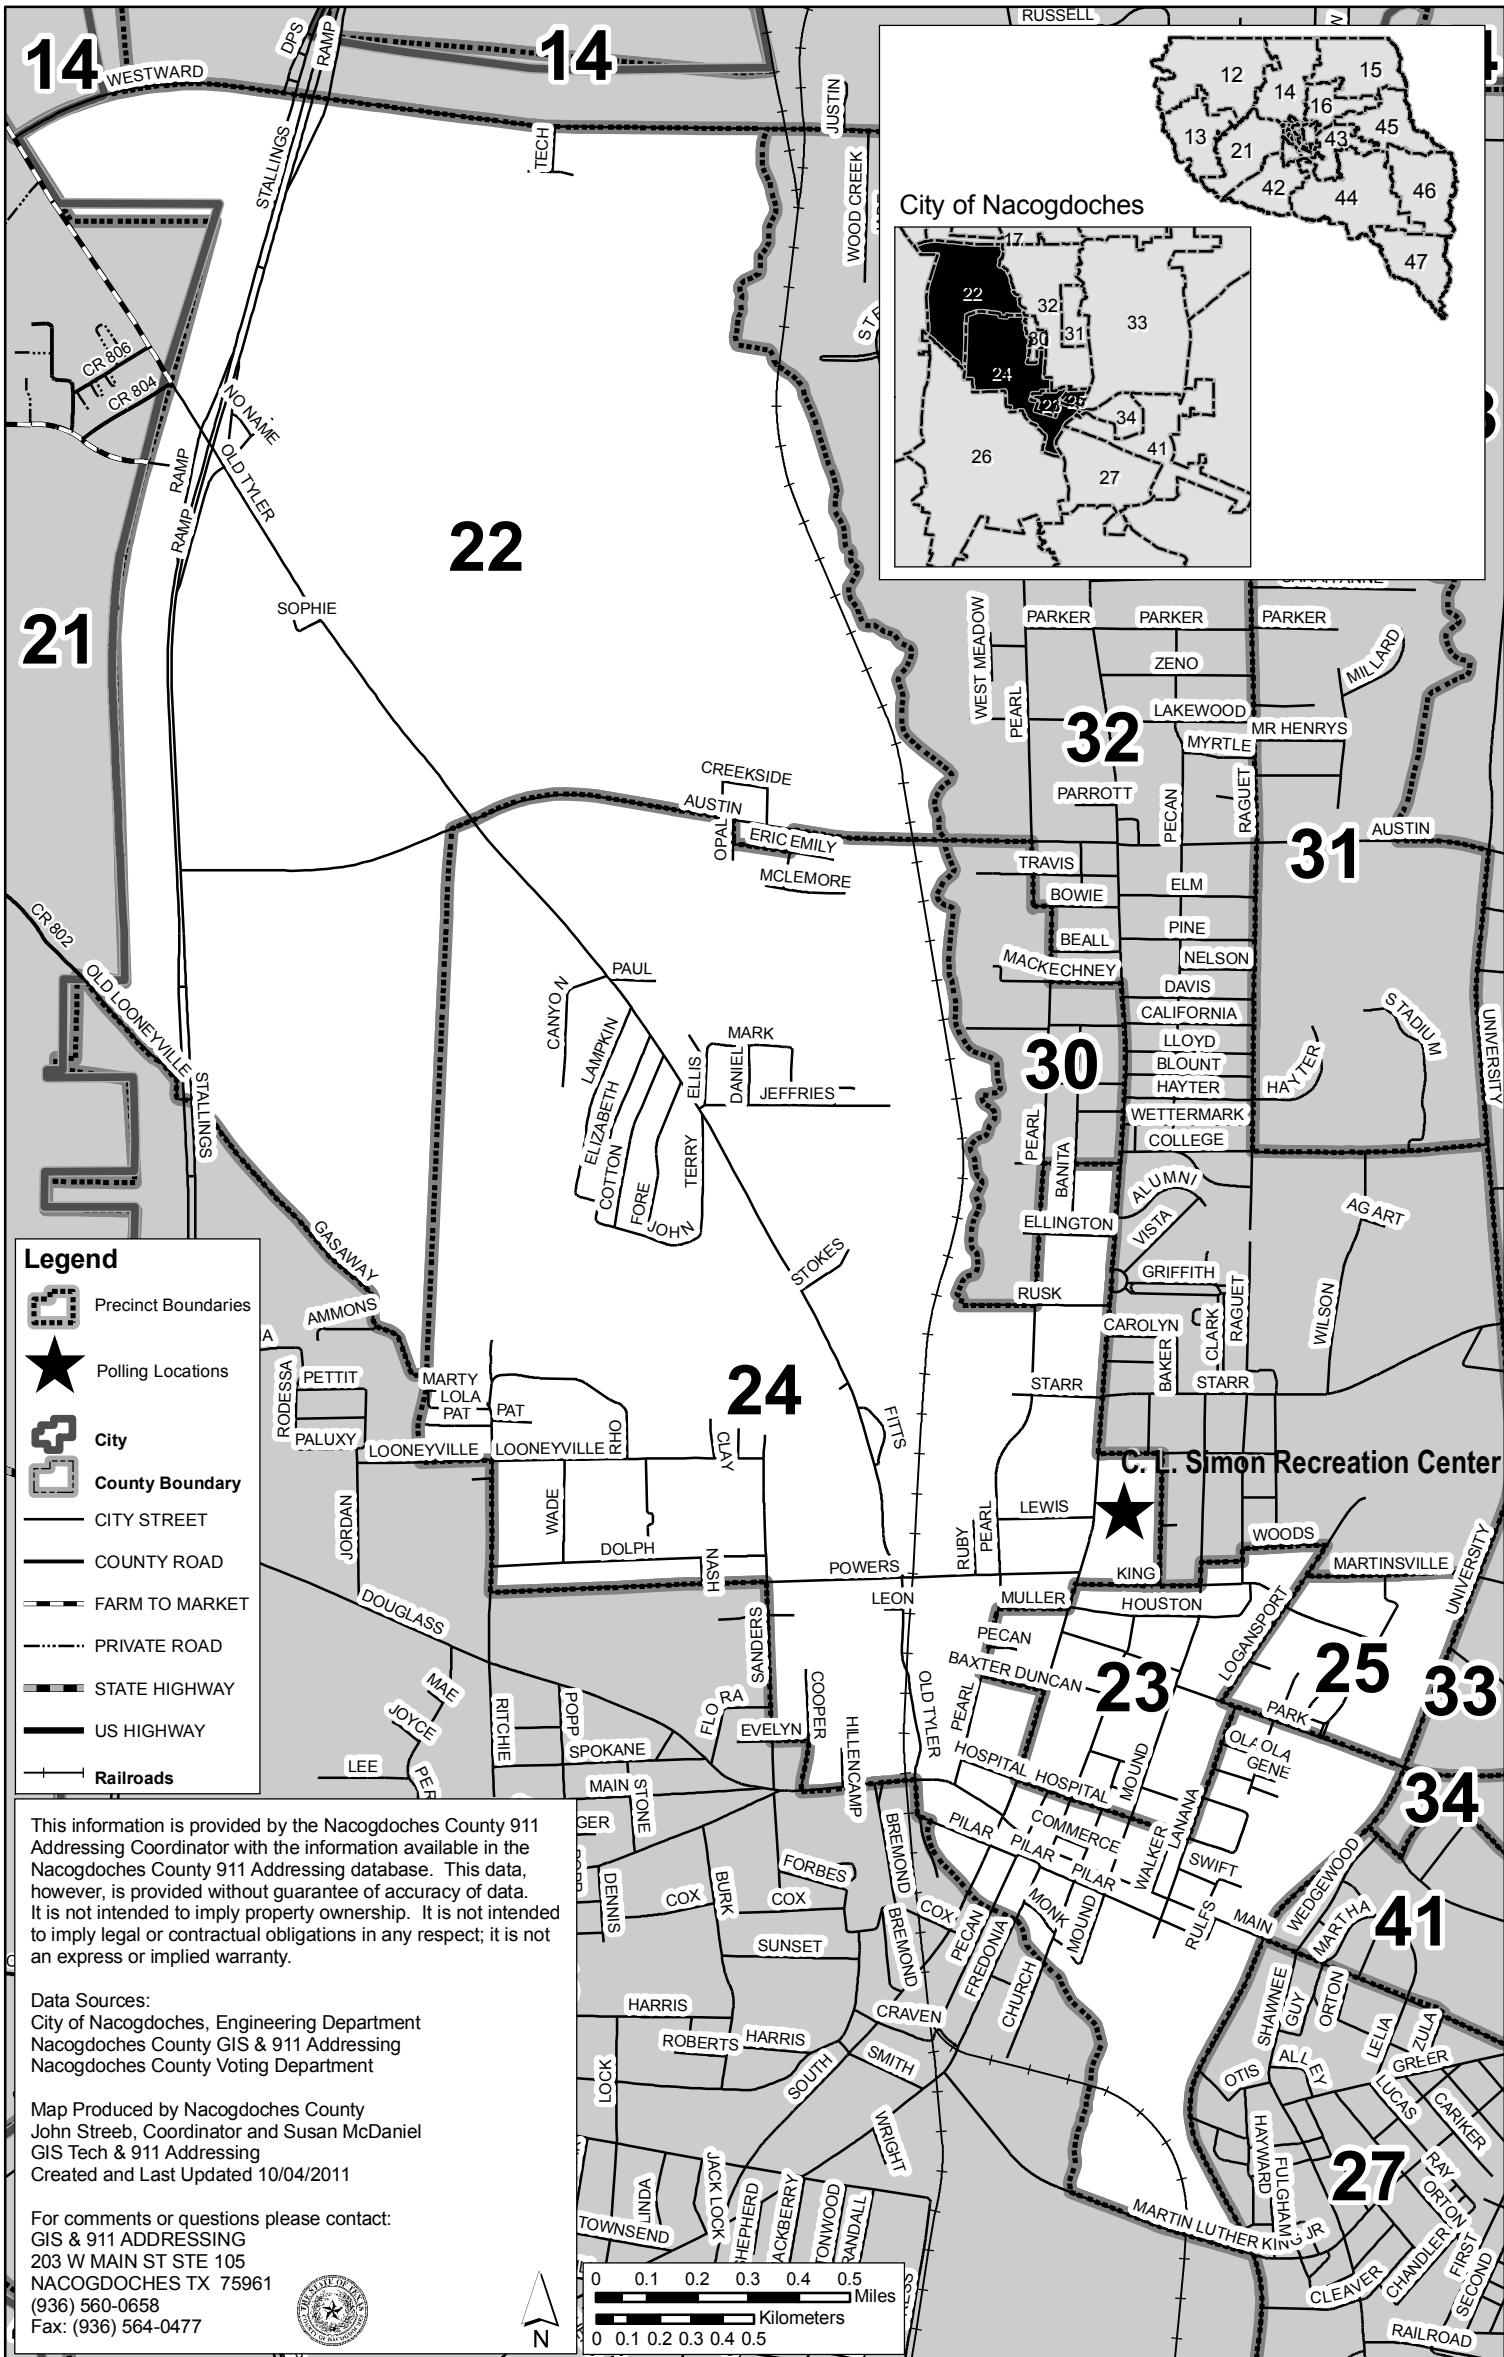 RUSSELL
14
WESTWARD
DPS
RAMP
14
STALLINGS
TECH
JUSTIN
WOOD CREEK
12
14
15
16
13
21
43
45
42
44
46
47
City of Nacogdoches
17
22
32
31
33
30
24
23
25
34
26
41
27
CR 806
CR 804
NO NAME
OLD TYLER
RAMP
RAMP
22
21
SOPHIE
WEST MEADOW
PARKER
PARKER
PARKER
ZENO
MILLARD
PEARL
LAKEWOOD
32
MR HENRYS
MYRTLE
CREEKSIDE
AUSTIN
OPAL
ERIC EMILY
MCLEMORE
PARROTT
PECAN
RAGUET
AUSTIN
31
TRAVIS
BOWIE
ELM
BEALL
PINE
MACKECHNEY
NELSON
DAVIS
CALIFORNIA
STADIUM
UNIVERSITY
CR 802
OLD LOONEYVILLE
STALLINGS
PAUL
CANYON
LAMPKIN
ELIZABETH
COTTON
FORE
JOHN
TERRY
ELLIS
DANIEL
MARK
JEFFRIES
30
LLOYD
BLOUNT
HAYTER
HAYTER
WETTERMARK
COLLEGE
PEARL
BANITA
ALUMNI
VISTA
AG ART
ELLINGTON
GRIFFITH
RUSK
CAROLYN
BAKER
CLARK
RAGUET
WILSON
STARR
STARR
STOKES
GASAWAY
AMMONS
A
RODESSA
PETTIT
PALUXY
MARTY
LOLA
PAT
PAT
LOONEYVILLE
LOONEYVILLE
RHO
CLAY
24
FITTS
JORDAN
WADE
DOLPH
NASH
POWERS
LEON
RUBY
PEARL
LEWIS
C. L. Simon Recreation Center
KING
WOODS
MARTINSVILLE
UNIVERSITY
MULLER
HOUSTON
LOGANSPORT
PECAN
BAXTER DUNCAN
23
25
33
PARK
DOUGLASS
MAE
JOYCE
LEE
PER
RITCHIE
POPP
SPOKANE
MAIN
STONE
GER
FLORA
SANDERS
EVELYN
COOPER
HILLENCAMP
OLD TYLER
PEARL
HOSPITAL
HOSPITAL
MOUND
OLA
OLA
GENE
34
COMMERCE
PILAR
PILAR
PILAR
WALKER
LANANA
SWIFT
RULFS
MAIN
WEDGEWOOD
MARTHA
41
DENNIS
COX
BURK
FORBES
COX
BREMOND
BREMOND
COX
PECAN
FREDONIA
MONK
MOUND
CHURCH
SUNSET
HARRIS
ROBERTS
HARRIS
CRAVEN
SMITH
SOUTH
LOCK
WRIGHT
SHAWNEE
GUY
ORTON
LELIA
ZULA
GREER
OTIS
ALLEY
LUCAS
CARIKER
HAYWARD
FULGHAM
27
RAY
ORTON
MARTIN LUTHER KING JR
CHANDLER
FIRST
SECOND
CLEAVER
RAILROAD
TOWNSEND
LINDA
JACK LOCK
RANDALL
Legend
Precinct Boundaries
Polling Locations
City
County Boundary
CITY STREET
COUNTY ROAD
FARM TO MARKET
PRIVATE ROAD
STATE HIGHWAY
US HIGHWAY
Railroads
This information is provided by the Nacogdoches County 911
Addressing Coordinator with the information available in the
Nacogdoches County 911 Addressing database. This data,
however, is provided without guarantee of accuracy of data.
It is not intended to imply property ownership. It is not intended
to imply legal or contractual obligations in any respect; it is not
an express or implied warranty.
Data Sources:
City of Nacogdoches, Engineering Department
Nacogdoches County GIS & 911 Addressing
Nacogdoches County Voting Department
Map Produced by Nacogdoches County
John Streeb, Coordinator and Susan McDaniel
GIS Tech & 911 Addressing
Created and Last Updated 10/04/2011
For comments or questions please contact:
GIS & 911 ADDRESSING
203 W MAIN ST STE 105
NACOGDOCHES TX 75961
(936) 560-0658
Fax: (936) 564-0477
N
0 0.1 0.2 0.3 0.4 0.5
Miles
Kilometers
0 0.1 0.2 0.3 0.4 0.5